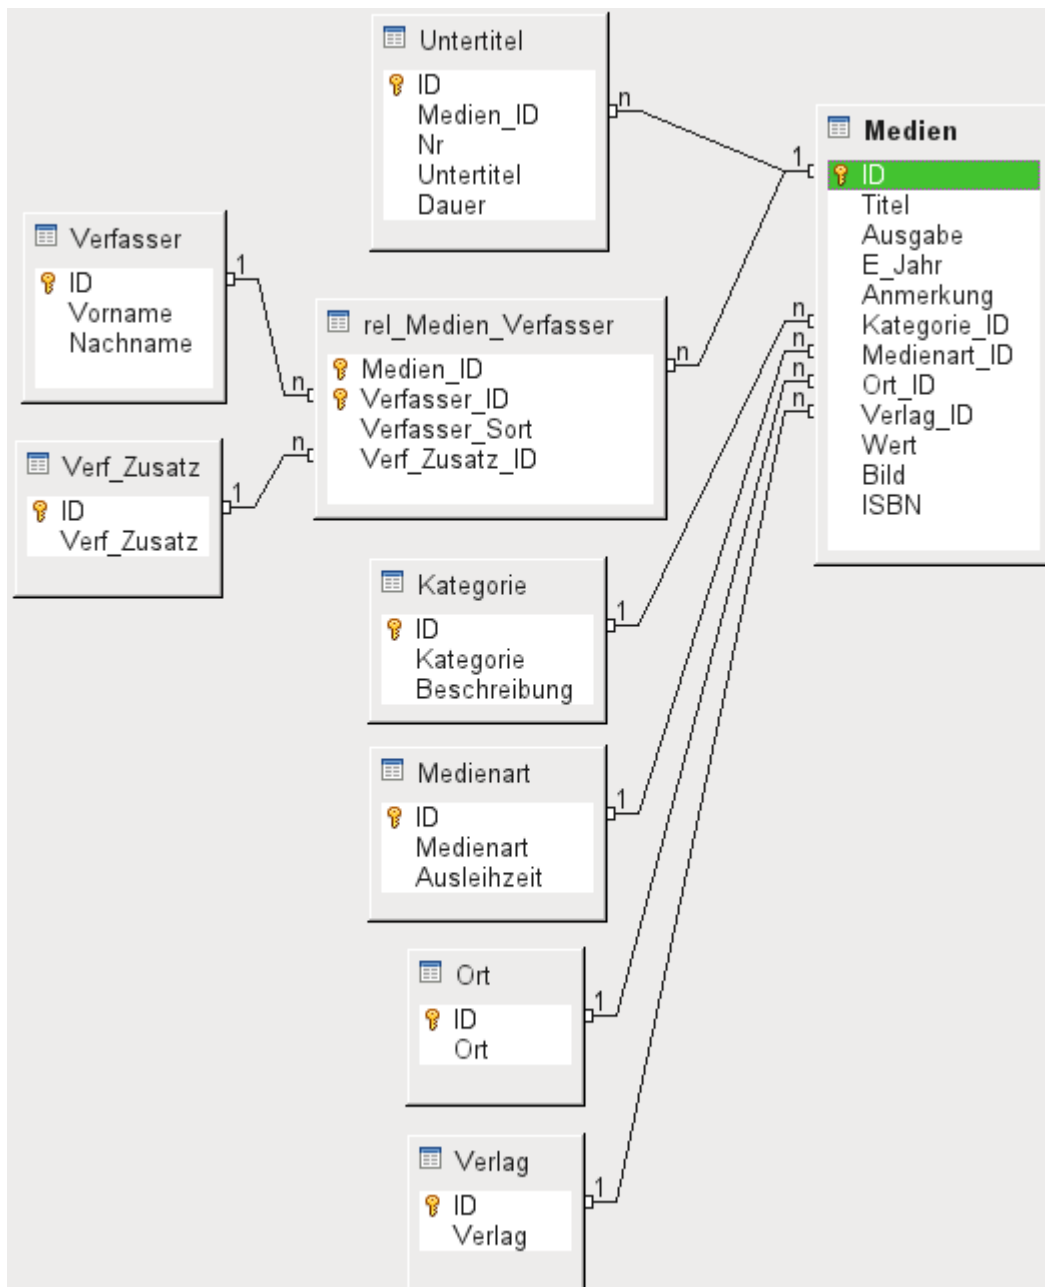 Untertitel
ID
Medien_ID
Nr
Untertitel
Dauer
n
Medien
1
ID
Titel
Ausgabe
E_Jahr
Anmerkung
Kategorie_ID
Medienart_ID
Ort_ID
Verlag_ID
Wert
Bild
ISBN
n
n
n
n
Verfasser
1
ID
Vorname
Nachname
rel_Medien_Verfasser
n
Medien_ID
Verfasser_ID
Verfasser_Sort
Verf_Zusatz_ID
n
n
Verf_Zusatz
1
ID
Verf_Zusatz
Kategorie
1
ID
Kategorie
Beschreibung
Medienart
1
ID
Medienart
Ausleihzeit
Ort
1
ID
Ort
Verlag
1
ID
Verlag